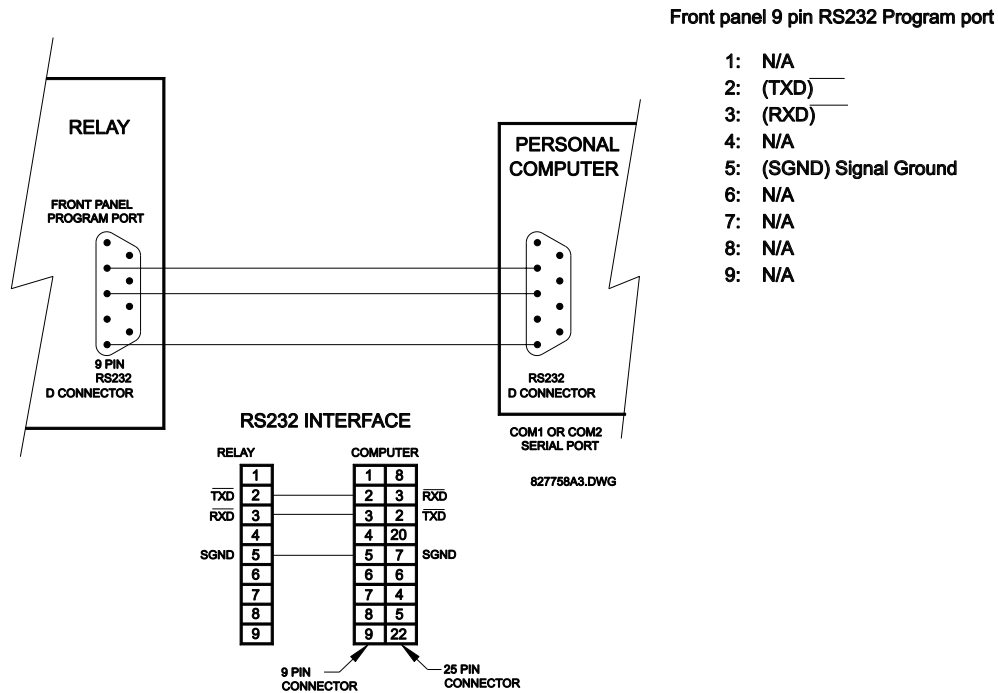 Front panel 9 pin RS232 Program port
1: N/A
2: (TXD)
3: (RXD)
4: N/A
5: (SGND) Signal Ground
6: N/A
7: N/A
8: N/A
9: N/A
RELAY
FRONT PANEL
PROGRAM PORT
9 PIN
RS232
D CONNECTOR
PERSONAL
COMPUTER
RS232
D CONNECTOR
COM1 OR COM2
SERIAL PORT
827758A3.DWG
RS232 INTERFACE
RELAY COMPUTER
1 1 8
TXD 2 2 3 RXD
RXD 3 3 2 TXD
4 4 20
SGND 5 5 7 SGND
6 6 6
7 7 4
8 8 5
9 9 22
9 PIN
CONNECTOR
25 PIN
CONNECTOR